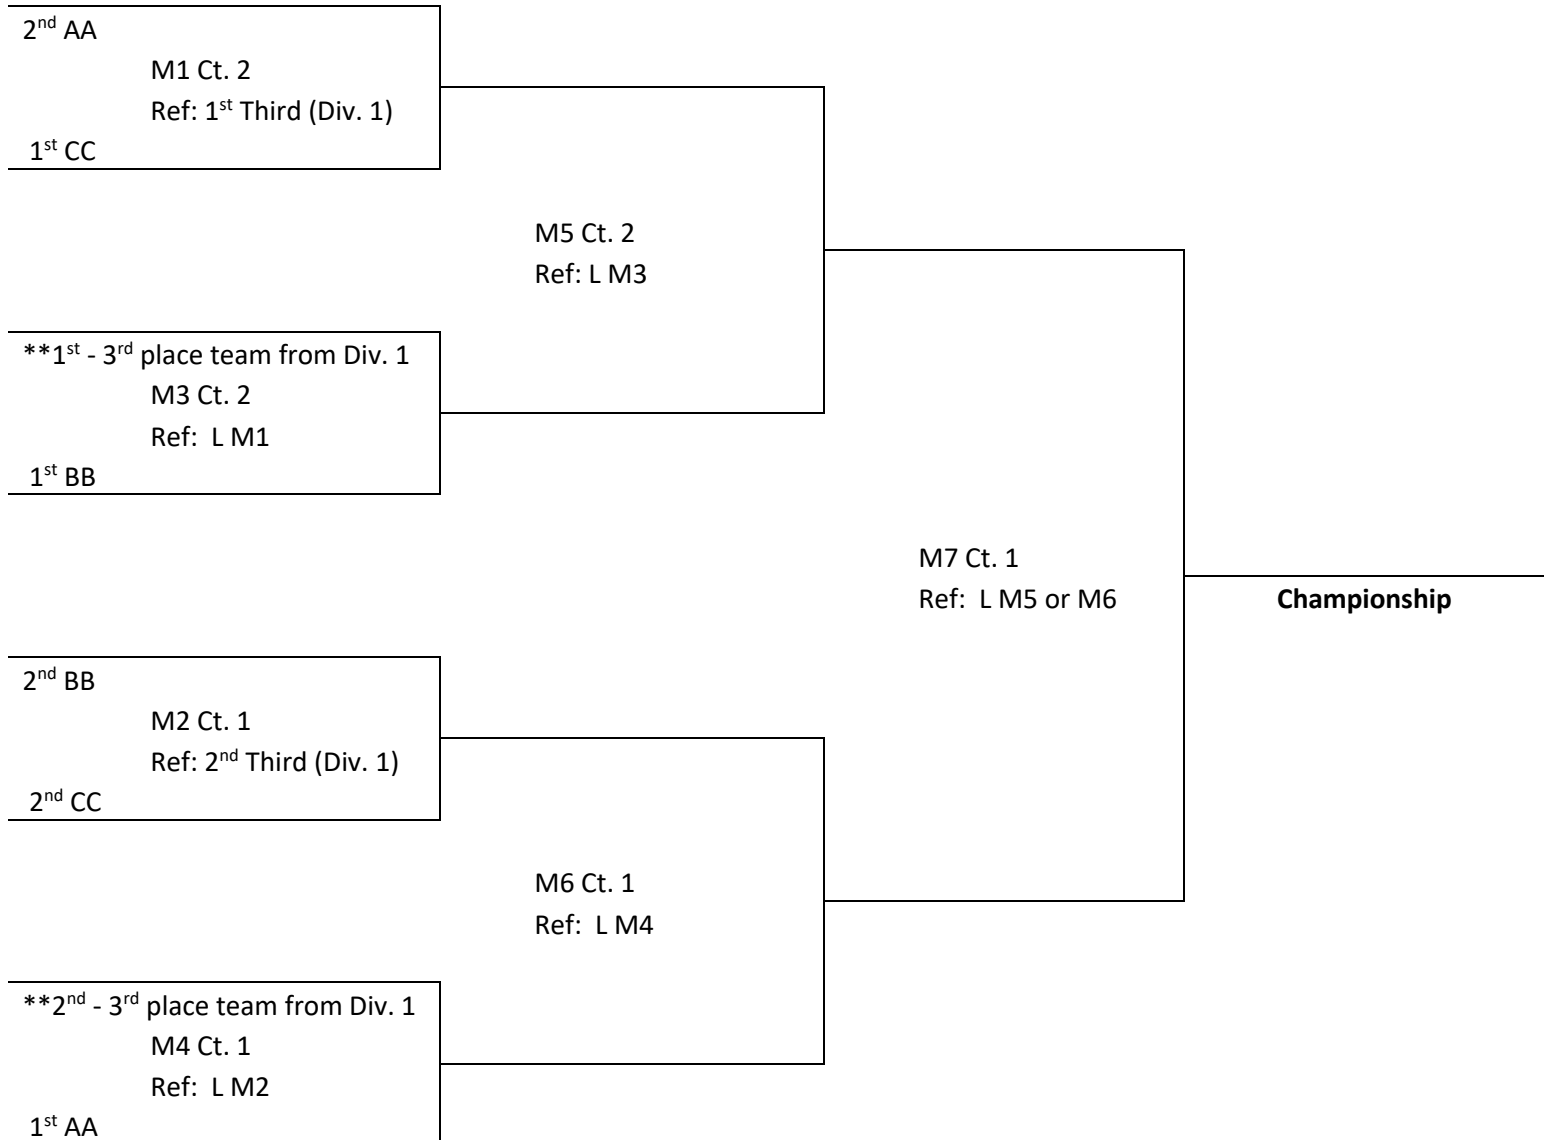 2nd AA
M1 Ct. 2
Ref: 1st Third (Div. 1)
1st CC
M5 Ct. 2
Ref: L M3
**1st - 3rd place team from Div. 1
M3 Ct. 2
Ref:  L M1
1st BB
M7 Ct. 1
Ref:  L M5 or M6
Championship
2nd BB
M2 Ct. 1
Ref: 2nd Third (Div. 1)
2nd CC
M6 Ct. 1
Ref:  L M4
**2nd - 3rd place team from Div. 1
M4 Ct. 1
Ref:  L M2
1st AA